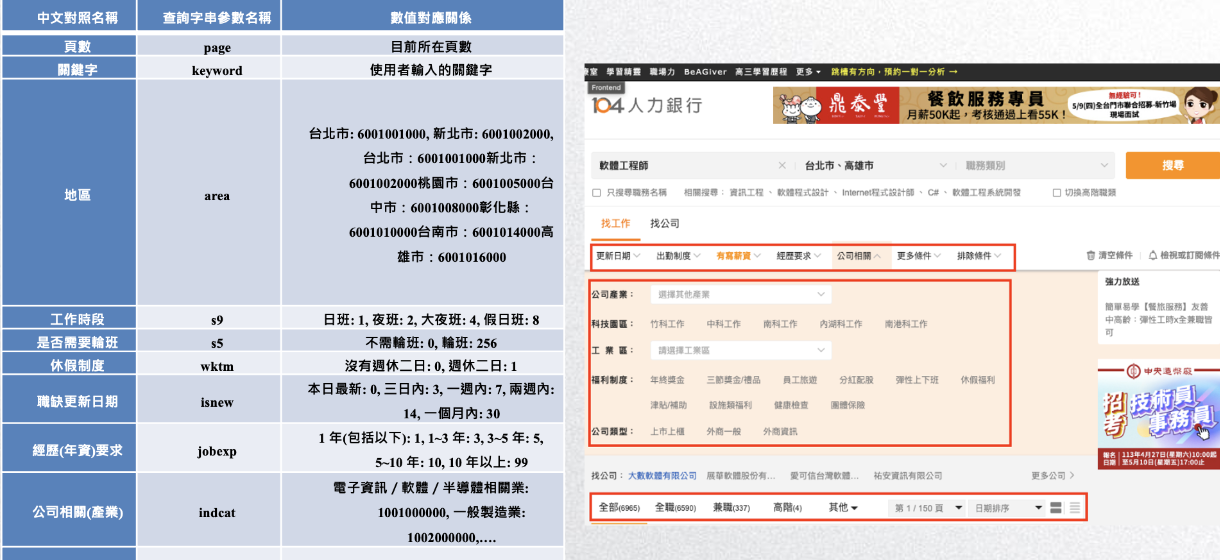 中文對照名稱 查詢字串參數名稱 數值對應關係
頁數 page 目前所在頁數
關鍵字 keyword 使用者輸入的關鍵字
地區 area
台北市: 6001001000, 新北市: 6001002000,
台北市：6001001000新北市：
6001002000桃園市：6001005000台
中市：6001008000彰化縣：
6001010000台南市：6001014000高
雄市：6001016000
工作時段 s9 日班: 1, 夜班: 2, 大夜班: 4, 假日班: 8
是否需要輪班 s5 不需輪班: 0, 輪班: 256
休假制度 wktm 沒有週休二日: 0, 週休二日: 1
職缺更新日期 isnew
本日最新: 0, 三日內: 3, 一週內: 7, 兩週內:
14, 一個月內: 30
經歷(年資)要求 jobexp
1 年(包括以下): 1, 1~3 年: 3, 3~5 年: 5,
5~10 年: 10, 10 年以上: 99
公司相關(產業) indcat
電子資訊 / 軟體 / 半導體相關業:
1001000000, 一般製造業:
1002000000,....
室 學習精靈 職場力 BeAGiver 高三學習歷程 更多 跳槽有方向，預約一對一分析 →
Frontend
104 人力銀行
鼎泰豐
餐飲服務專員
月薪50K起，考核通過上看55K！
無經驗可！
5/9(四)全台門市聯合招募-新竹場
現場面試
軟體工程師 × 台北市、高雄市 職務類別 搜尋
只搜尋職務名稱 相關搜尋： 資訊工程 、 軟體程式設計 、 Internet程式設計師 、 C# 、 軟體工程系統開發 切換高階職類
找工作 找公司
更新日期 出勤制度 有寫薪資 經歷要求 公司相關 更多條件 排除條件 清空條件 檢視或訂閱條件
公司產業： 選擇其他產業
科技園區： 竹科工作 中科工作 南科工作 內湖科工作 南港科工作
工 業 區： 請選擇工業區
福利制度： 年終獎金 三節獎金/禮品 員工旅遊 分紅配股 彈性上下班 休假福利
津貼/補助 設施類福利 健康檢查 團體保險
公司類型： 上市上櫃 外商一般 外商資訊
強力放送
簡單易學【餐旅服務】友善
中高齡：彈性工時x全兼職皆
可
中央造幣廠
招考 技術員
事務員
報名 113年4月27日(星期六)10:00起
日期 至5月10日(星期五)17:00止
找公司： 大數軟體有限公司 展華軟體股份有... 愛可信台灣軟體... 祐安資訊有限公司 更多公司
全部(6965) 全職(6590) 兼職(337) 高階(4) 其他 第 1 / 150 頁 日期排序